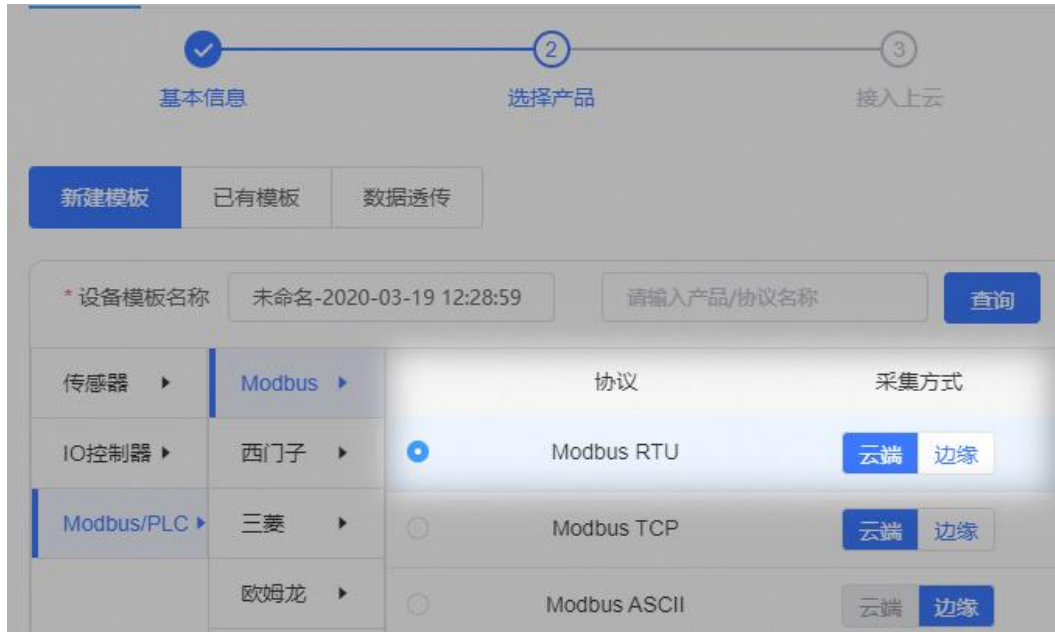 2 3
基本信息 选择产品 接入上云
新建模板 已有模板 数据透传
* 设备模板名称 未命名-2020-03-19 12:28:59 请输入产品/协议名称 查询
传感器 Modbus 协议 采集方式
IO控制器 西门子 Modbus RTU 云端 边缘
Modbus/PLC 三菱 Modbus TCP 云端 边缘
欧姆龙 Modbus ASCII 云端 边缘